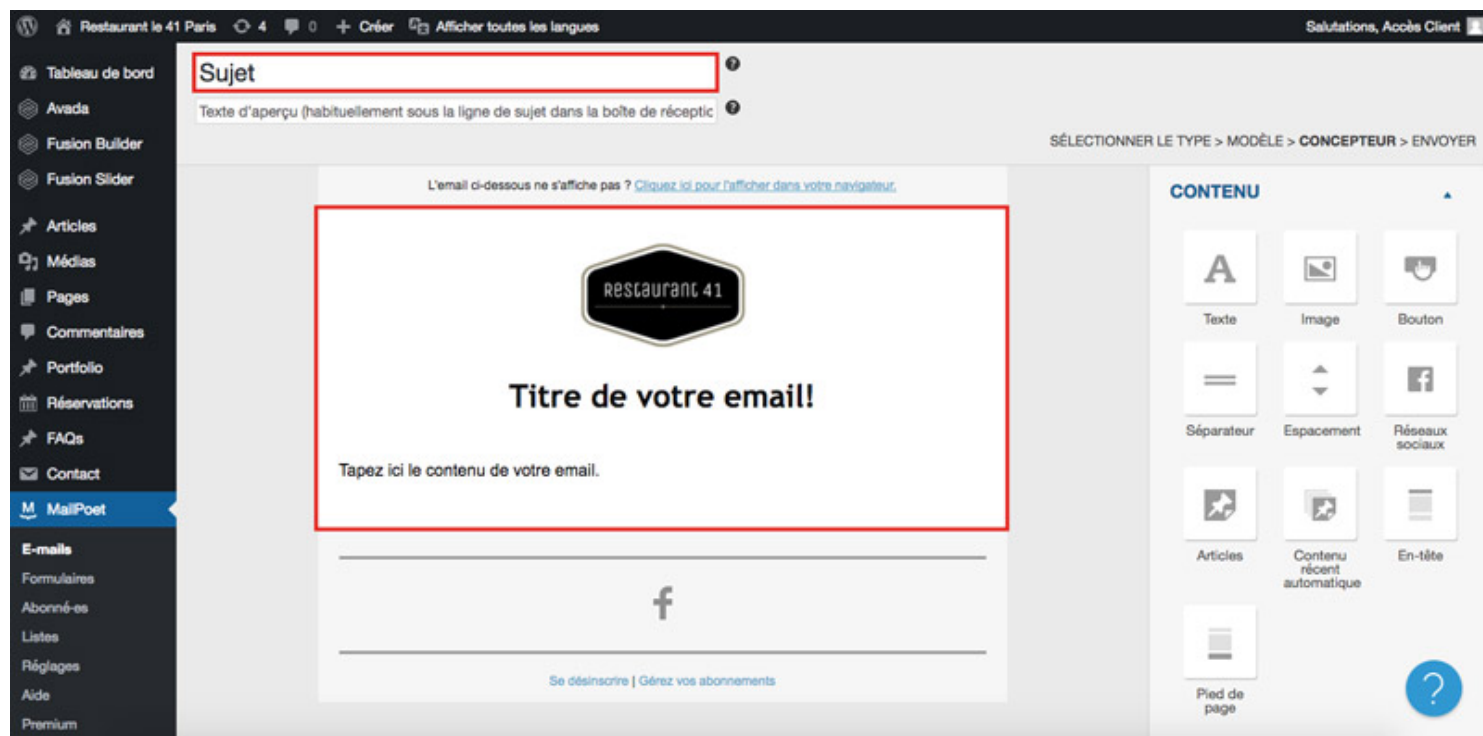 Restaurant le 41 Paris 4 0 + Créer Afficher toutes les langues Salutations, Accès Client
Tableau de bord
Avada
Fusion Builder
Fusion Slider
Articles
Médias
Pages
Commentaires
Portfolio
Réservations
FAQs
Contact
MailPoet
E-mails
Formulaires
Abonné·es
Listes
Réglages
Aide
Premium
Sujet
Texte d'aperçu (habituellement sous la ligne de sujet dans la boîte de réceptic
SÉLECTIONNER LE TYPE > MODÈLE > CONCEPTEUR > ENVOYER
L'email ci-dessous ne s'affiche pas ? Cliquez ici pour l'afficher dans votre navigateur.
Restaurant 41
Titre de votre email!
Tapez ici le contenu de votre email.
f
Se désinscrire | Gérez vos abonnements
CONTENU
Texte Image Bouton
Séparateur Espacement Réseaux
sociaux
Articles Contenu En-tête
récent
automatique
Pied de
page
?